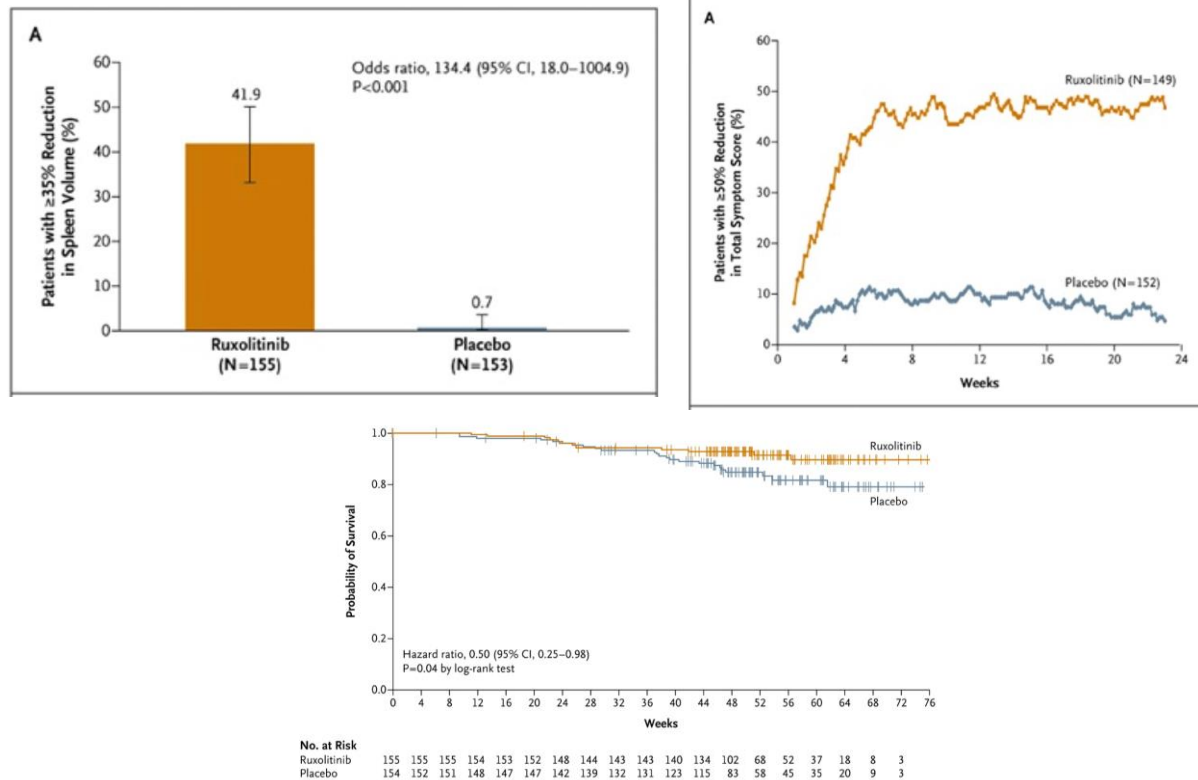 A
Patients with ≥35% Reduction
in Spleen Volume (%)
60
50
40
30
20
10
0
41.9
0.7
Odds ratio, 134.4 (95% CI, 18.0–1004.9)
P<0.001
Ruxolitinib
(N=155)
Placebo
(N=153)
A
Patients with ≥50% Reduction
in Total Symptom Score (%)
60
50
40
30
20
10
0
Ruxolitinib (N=149)
Placebo (N=152)
0 4 8 12 16 20 24
Weeks
Probability of Survival
1.0
0.8
0.6
0.4
0.2
0.0
Ruxolitinib
Placebo
Hazard ratio, 0.50 (95% CI, 0.25–0.98)
P=0.04 by log-rank test
0 4 8 12 16 20 24 28 32 36 40 44 48 52 56 60 64 68 72 76
Weeks
No. at Risk
Ruxolitinib 155 155 155 154 153 152 148 144 143 143 140 134 102 68 52 37 18 8 3
Placebo 154 152 151 148 147 147 142 139 132 131 123 115 83 58 45 35 20 9 3